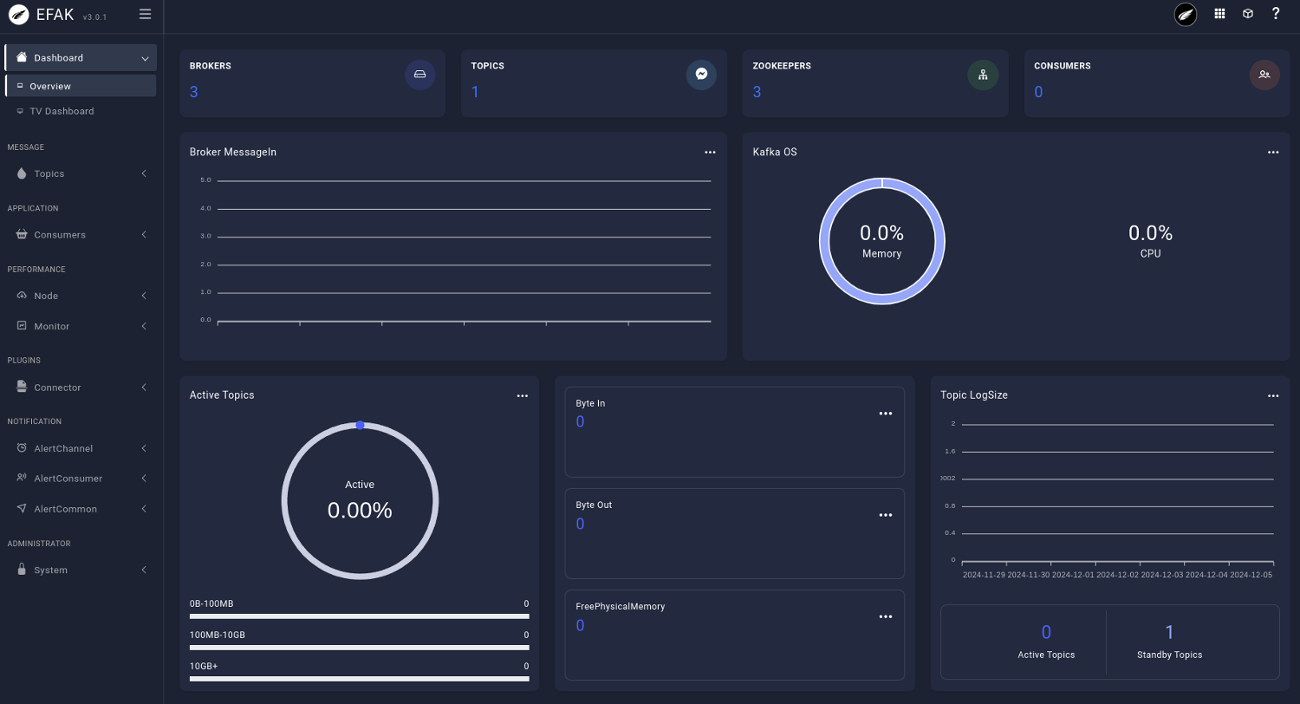 EFAK v3.0.1
?
Dashboard
Overview
TV Dashboard
MESSAGE
Topics
APPLICATION
Consumers
PERFORMANCE
Node
Monitor
PLUGINS
Connector
NOTIFICATION
AlertChannel
AlertConsumer
AlertCommon
ADMINISTRATOR
System
BROKERS
3
TOPICS
1
ZOOKEEPERS
3
CONSUMERS
0
Broker MessageIn
5.0
4.0
3.0
2.0
1.0
0.0
Kafka OS
0.0%
Memory
0.0%
CPU
Active Topics
Active
0.00%
0B-100MB 0
100MB-10GB 0
10GB+ 0
Byte In
0
Byte Out
0
FreePhysicalMemory
0
Topic LogSize
2
1.6
0002
0.8
0.4
0
2024-11-29 2024-11-30 2024-12-01 2024-12-02 2024-12-03 2024-12-04 2024-12-05
0
Active Topics
1
Standby Topics